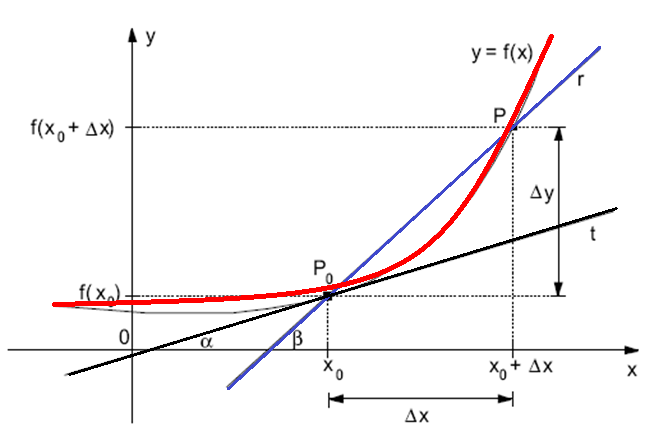 y
y = f(x)
r
P
f(x₀ + Δx)
Δy
t
P₀
f(x₀)
0
α
β
x₀
x₀ + Δx
x
Δx